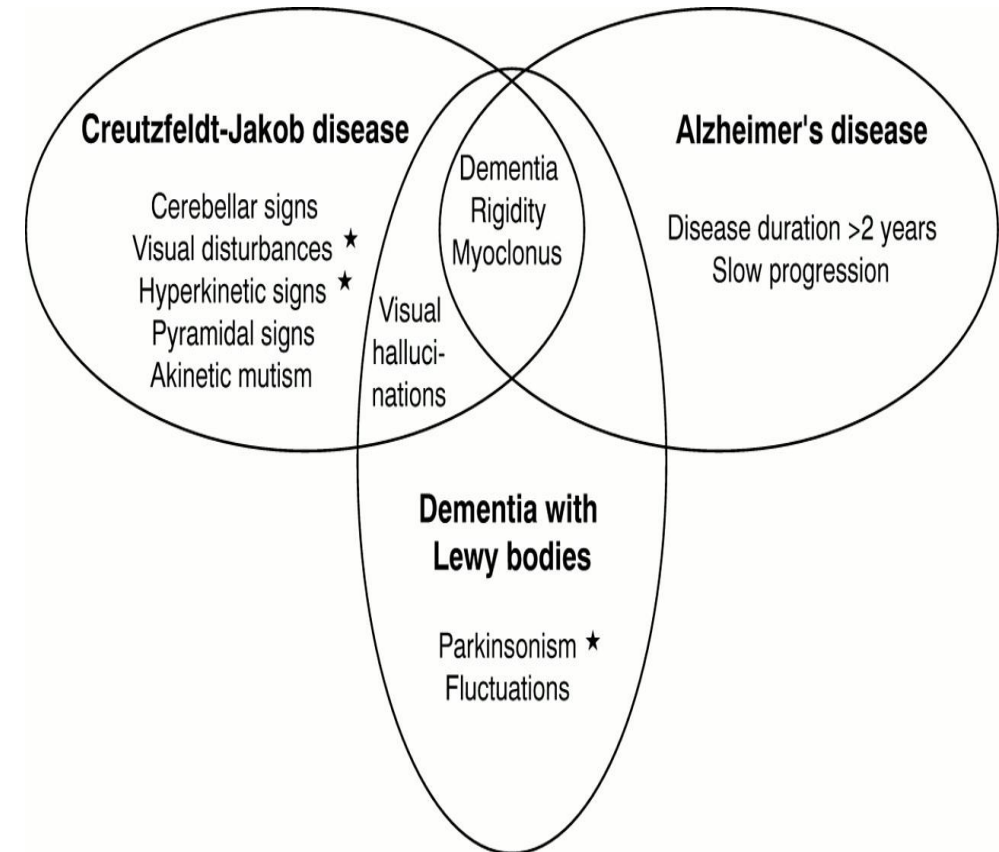 Creutzfeldt-Jakob disease
Cerebellar signs
Visual disturbances ★
Hyperkinetic signs ★
Pyramidal signs
Akinetic mutism
Dementia
Rigidity
Myoclonus
Visual
halluci-
nations
Alzheimer's disease
Disease duration >2 years
Slow progression
Dementia with
Lewy bodies
Parkinsonism ★
Fluctuations